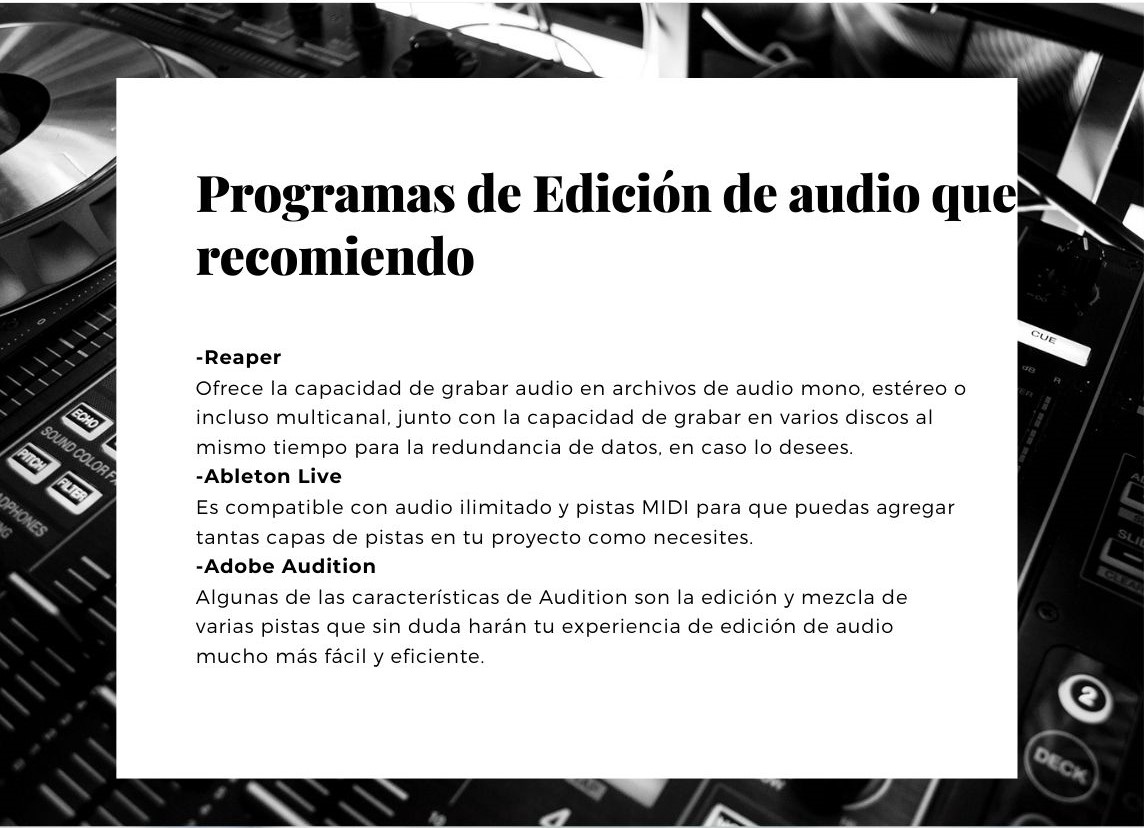 Programas de Edición de audio que
recomiendo
-Reaper
Ofrece la capacidad de grabar audio en archivos de audio mono, estéreo o
incluso multicanal, junto con la capacidad de grabar en varios discos al
mismo tiempo para la redundancia de datos, en caso lo desees.
-Ableton Live
Es compatible con audio ilimitado y pistas MIDI para que puedas agregar
tantas capas de pistas en tu proyecto como necesites.
-Adobe Audition
Algunas de las características de Audition son la edición y mezcla de
varias pistas que sin duda harán tu experiencia de edición de audio
mucho más fácil y eficiente.
CUE
dB R
ECHO
SOUND COLOR
PITCH
FILTER
2
DECK